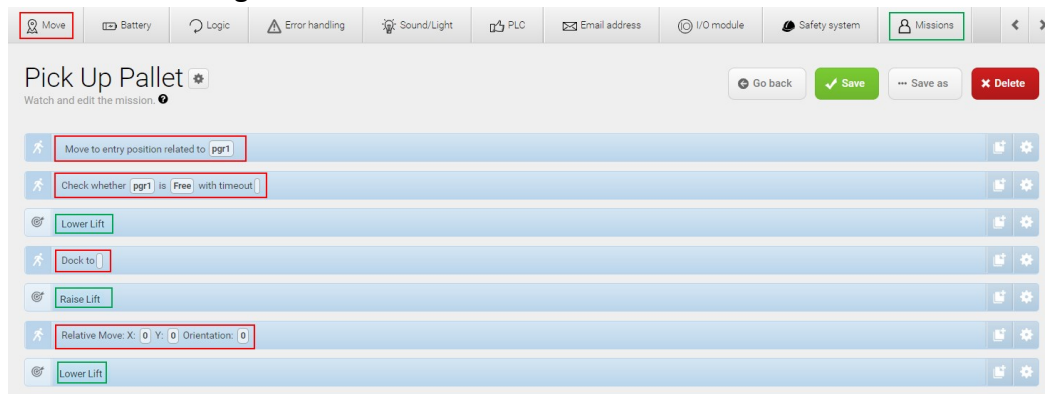 Move Battery Logic Error handling Sound/Light PLC Email address I/O module Safety system Missions
Pick Up Pallet
Go back Save Save as Delete
Watch and edit the mission.
Move to entry position related to pgr1
Check whether pgr1 is Free with timeout
Lower Lift
Dock to
Raise Lift
Relative Move: X: 0 Y: 0 Orientation: 0
Lower Lift